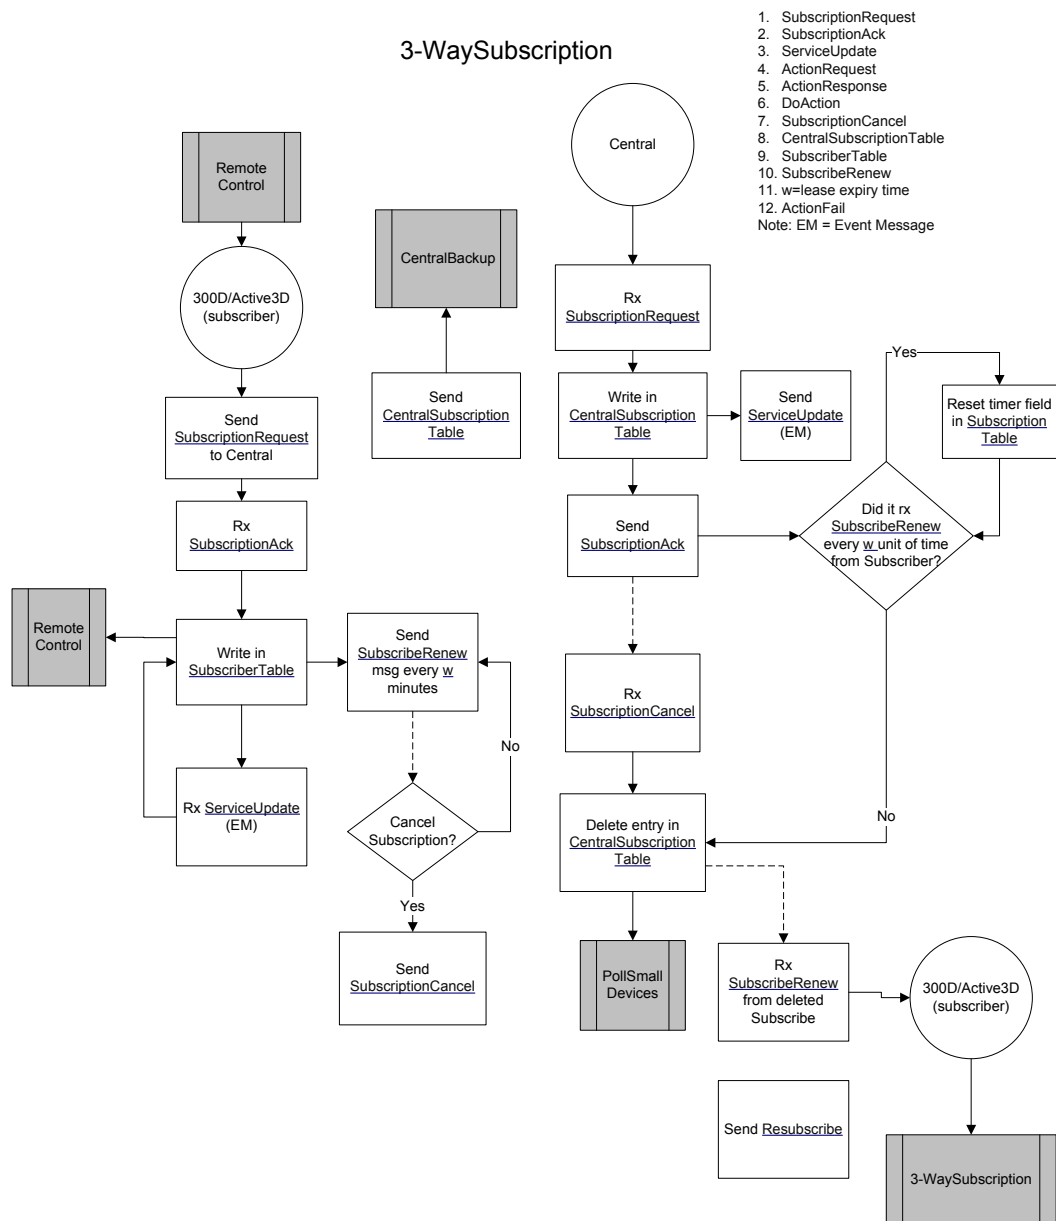 3-WaySubscription
1. SubscriptionRequest
2. SubscriptionAck
3. ServiceUpdate
4. ActionRequest
5. ActionResponse
6. DoAction
7. SubscriptionCancel
8. CentralSubscriptionTable
9. SubscriberTable
10. SubscribeRenew
11. w=lease expiry time
12. ActionFail
Note: EM = Event Message
Remote
Control
300D/Active3D
(subscriber)
Send
SubscriptionRequest
to Central
Rx
SubscriptionAck
Remote
Control
Write in
SubscriberTable
Rx ServiceUpdate
(EM)
Send
SubscribeRenew
msg every w
minutes
No
Cancel
Subscription?
Yes
Send
SubscriptionCancel
CentralBackup
Send
CentralSubscription
Table
Central
Rx
SubscriptionRequest
Write in
CentralSubscription
Table
Send
ServiceUpdate
(EM)
Send
SubscriptionAck
Yes
Reset timer field
in Subscription
Table
Did it rx
SubscribeRenew
every w unit of time
from Subscriber?
No
Rx
SubscriptionCancel
Delete entry in
CentralSubscription
Table
PollSmall
Devices
Rx
SubscribeRenew
from deleted
Subscribe
300D/Active3D
(subscriber)
Send Resubscribe
3-WaySubscription